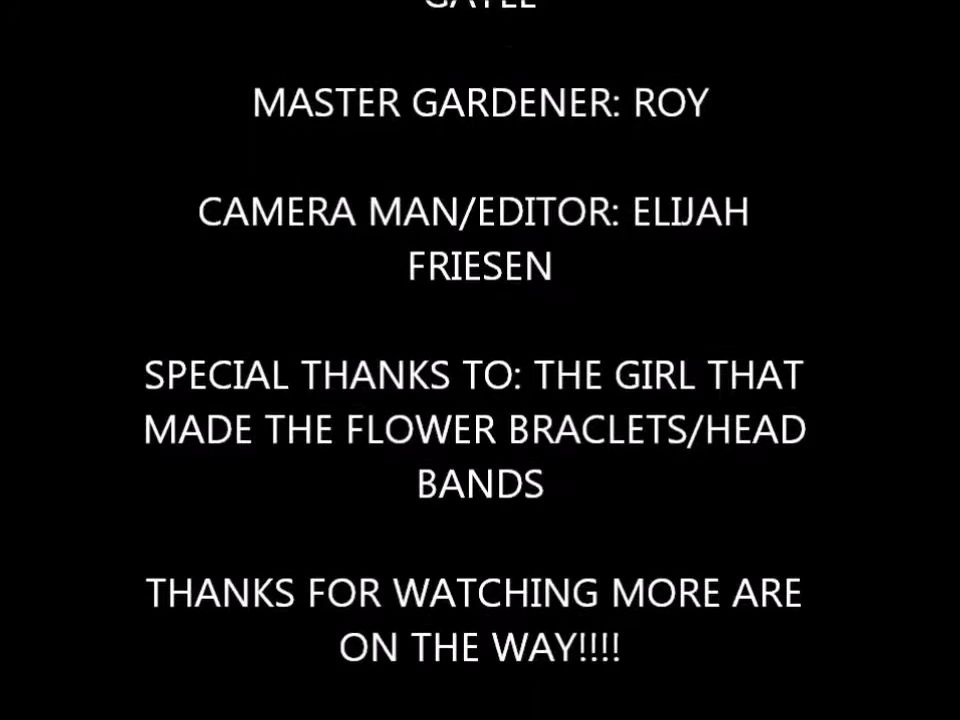 MASTER GARDENER: ROY
CAMERA MAN/EDITOR: ELIJAH
FRIESEN
SPECIAL THANKS TO: THE GIRL THAT
MADE THE FLOWER BRACLETS/HEAD
BANDS
THANKS FOR WATCHING MORE ARE
ON THE WAY!!!!